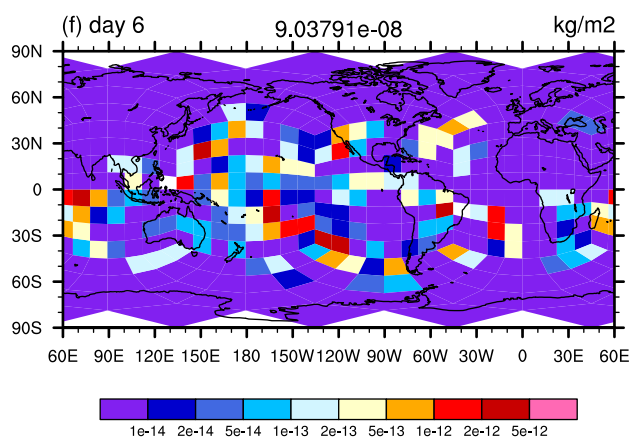 (f) day 6 9.03791e-08 kg/m2
90N
60N
30N
0
30S
60S
90S
60E 90E 120E 150E 180 150W 120W 90W 60W 30W 0 30E 60E
1e-14 2e-14 5e-14 1e-13 2e-13 5e-13 1e-12 2e-12 5e-12